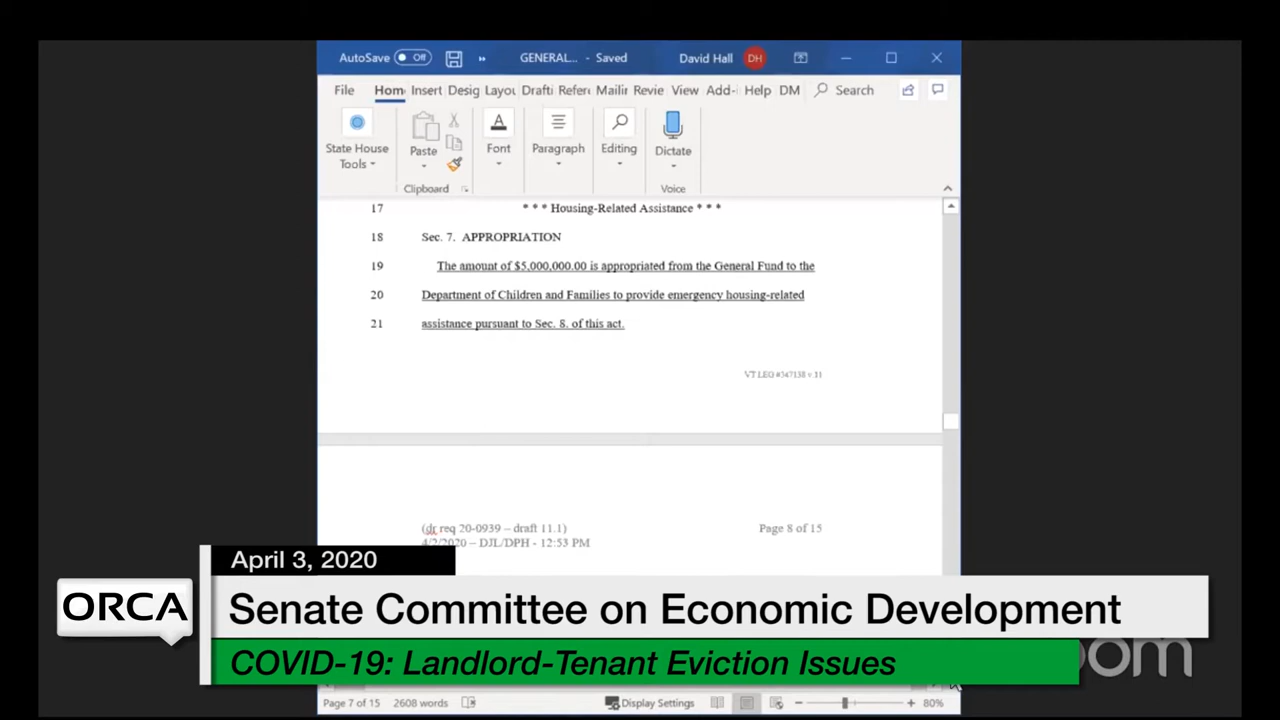 AutoSave Off GENERAL... - Saved David Hall DH
File Hom Insert Desig Layou Drafti Referi Mailir Revie View Add- Help DM Search
State House Tools
Paste
Font
Paragraph
Editing
Dictate
Clipboard
Voice
17 * * * Housing-Related Assistance * * *
18 Sec. 7. APPROPRIATION
19 The amount of $5,000,000.00 is appropriated from the General Fund to the
20 Department of Children and Families to provide emergency housing-related
21 assistance pursuant to Sec. 8. of this act.
VT LEG #347138 v.31
(dr req 20-0939 – draft 11.1) Page 8 of 15
4/2/2020 – DJL/DPH - 12:53 PM
April 3, 2020
ORCA
Senate Committee on Economic Development
COVID-19: Landlord-Tenant Eviction Issues
oom
Page 7 of 15 2608 words Display Settings 80%